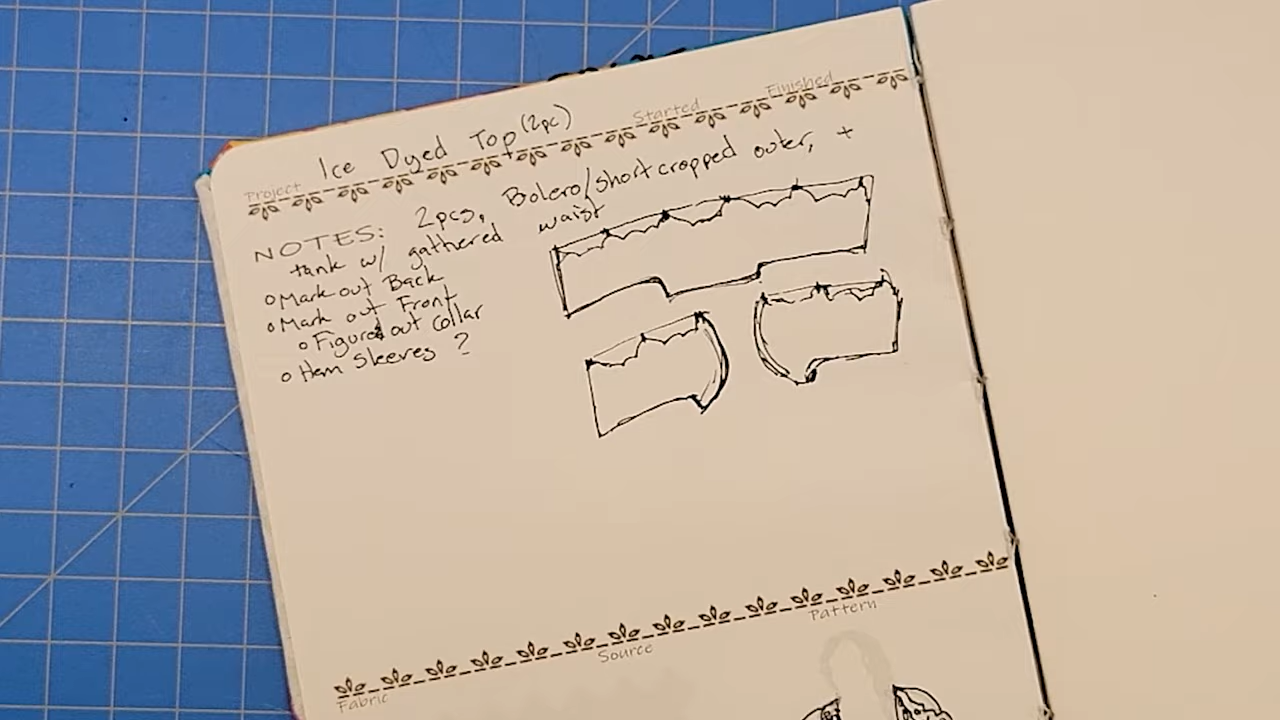 Ice Dyed Top (2pc)
Project Started Finished
NOTES: 2pcs, Bolero/short cropped outer, +
tank w/ gathered waist
Mark out Back
Mark out Front
Figure out Collar
Hem Sleeves ?
Fabric Source Pattern